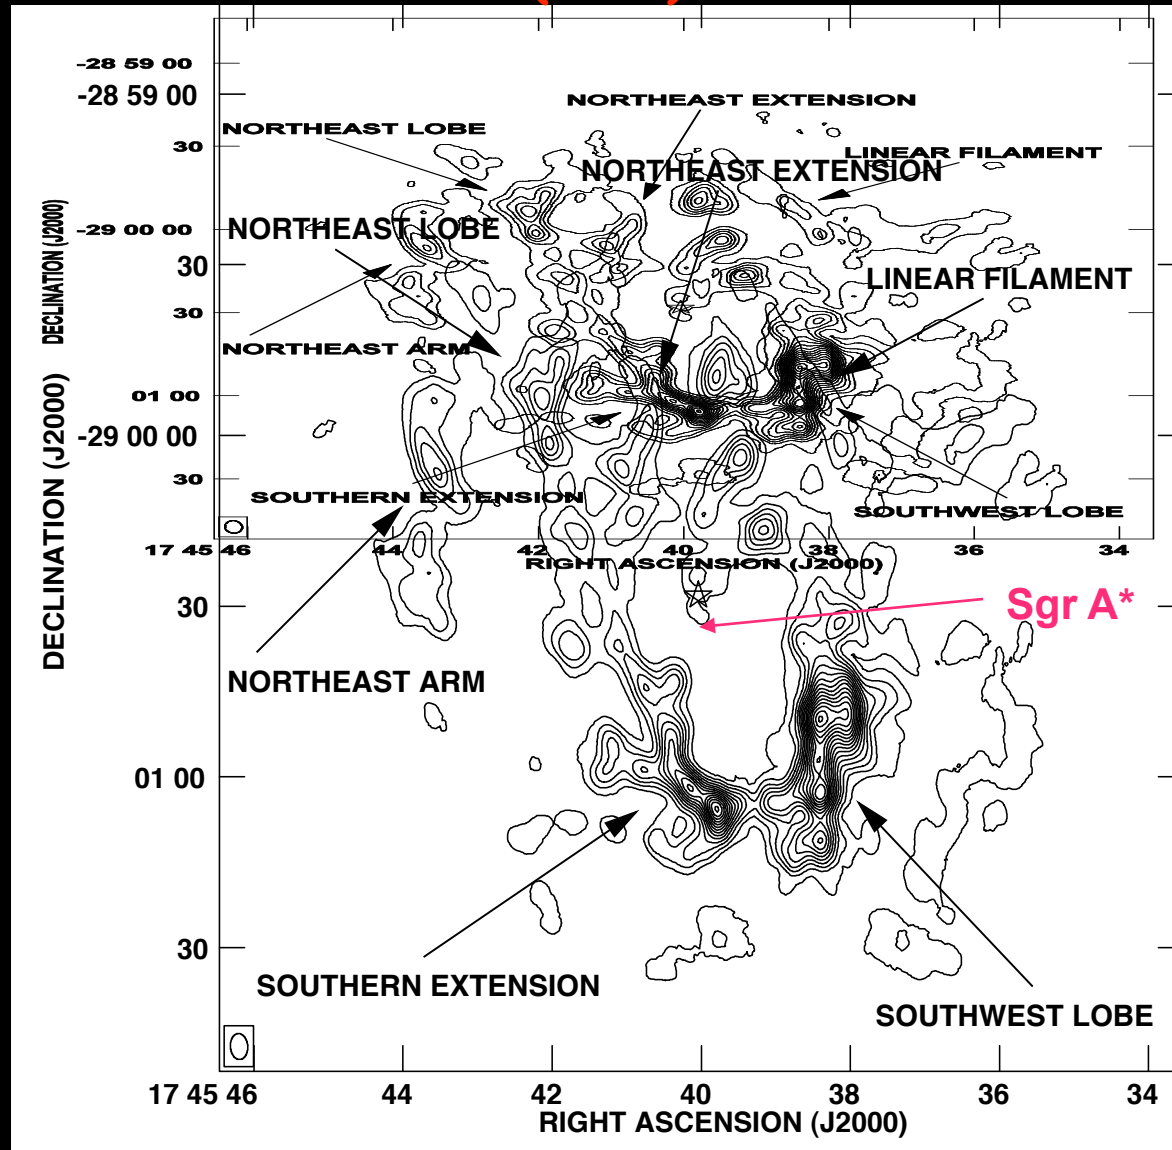 -28 59 00
-28 59 00
NORTHEAST EXTENSION
NORTHEAST LOBE
30
LINEAR FILAMENT
NORTHEAST EXTENSION
-29 00 00
NORTHEAST LOBE
30
LINEAR FILAMENT
30
NORTHEAST ARM
01 00
-29 00 00
30
SOUTHERN EXTENSION
SOUTHWEST LOBE
17 45 46 44 42 40 38 36 34
RIGHT ASCENSION (J2000)
DECLINATION (J2000)
DECLINATION (J2000)
30
Sgr A*
NORTHEAST ARM
01 00
30
SOUTHERN EXTENSION
SOUTHWEST LOBE
17 45 46 44 42 40 38 36 34
RIGHT ASCENSION (J2000)